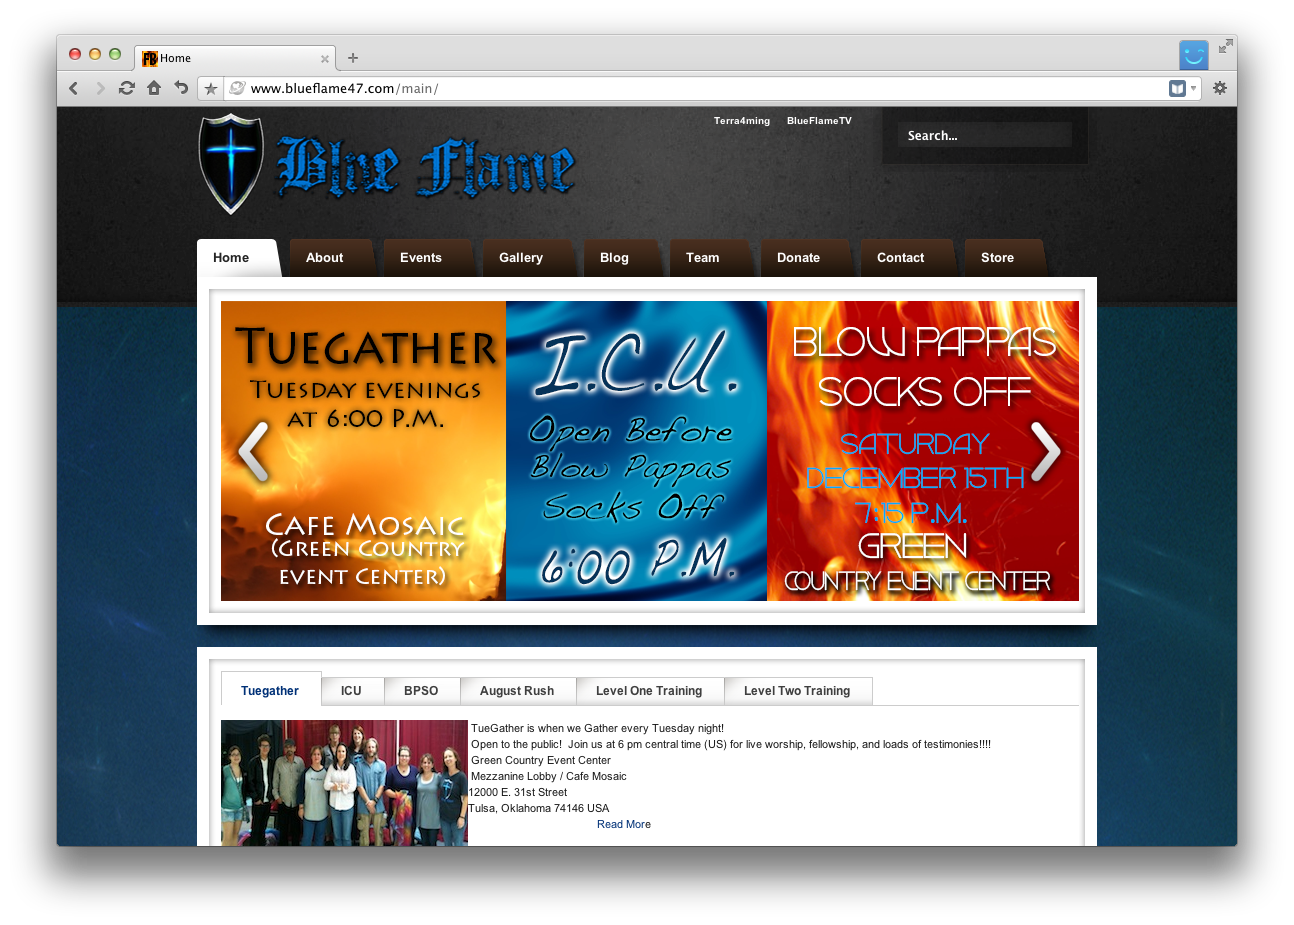 Home
www.blueflame47.com/main/
Blue Flame
Terra4ming BlueFlameTV
Search...
Home About Events Gallery Blog Team Donate Contact Store
Tuegather
Tuesday evenings
at 6:00 P.M.
Cafe Mosaic
(Green Country
event Center)
I.C.U.
Open Before
Blow Pappas
Socks Off
6:00 P.M.
BLOW PAPPAS
SOCKS OFF
SATURDAY
DECEMBER 15TH
7:15 P.M.
GREEN
COUNTRY EVENT CENTER
Tuegather ICU BPSO August Rush Level One Training Level Two Training
TueGather is when we Gather every Tuesday night!
Open to the public!  Join us at 6 pm central time (US) for live worship, fellowship, and loads of testimonies!!!!
Green Country Event Center
Mezzanine Lobby / Cafe Mosaic
12000 E. 31st Street
Tulsa, Oklahoma 74146 USA
Read More